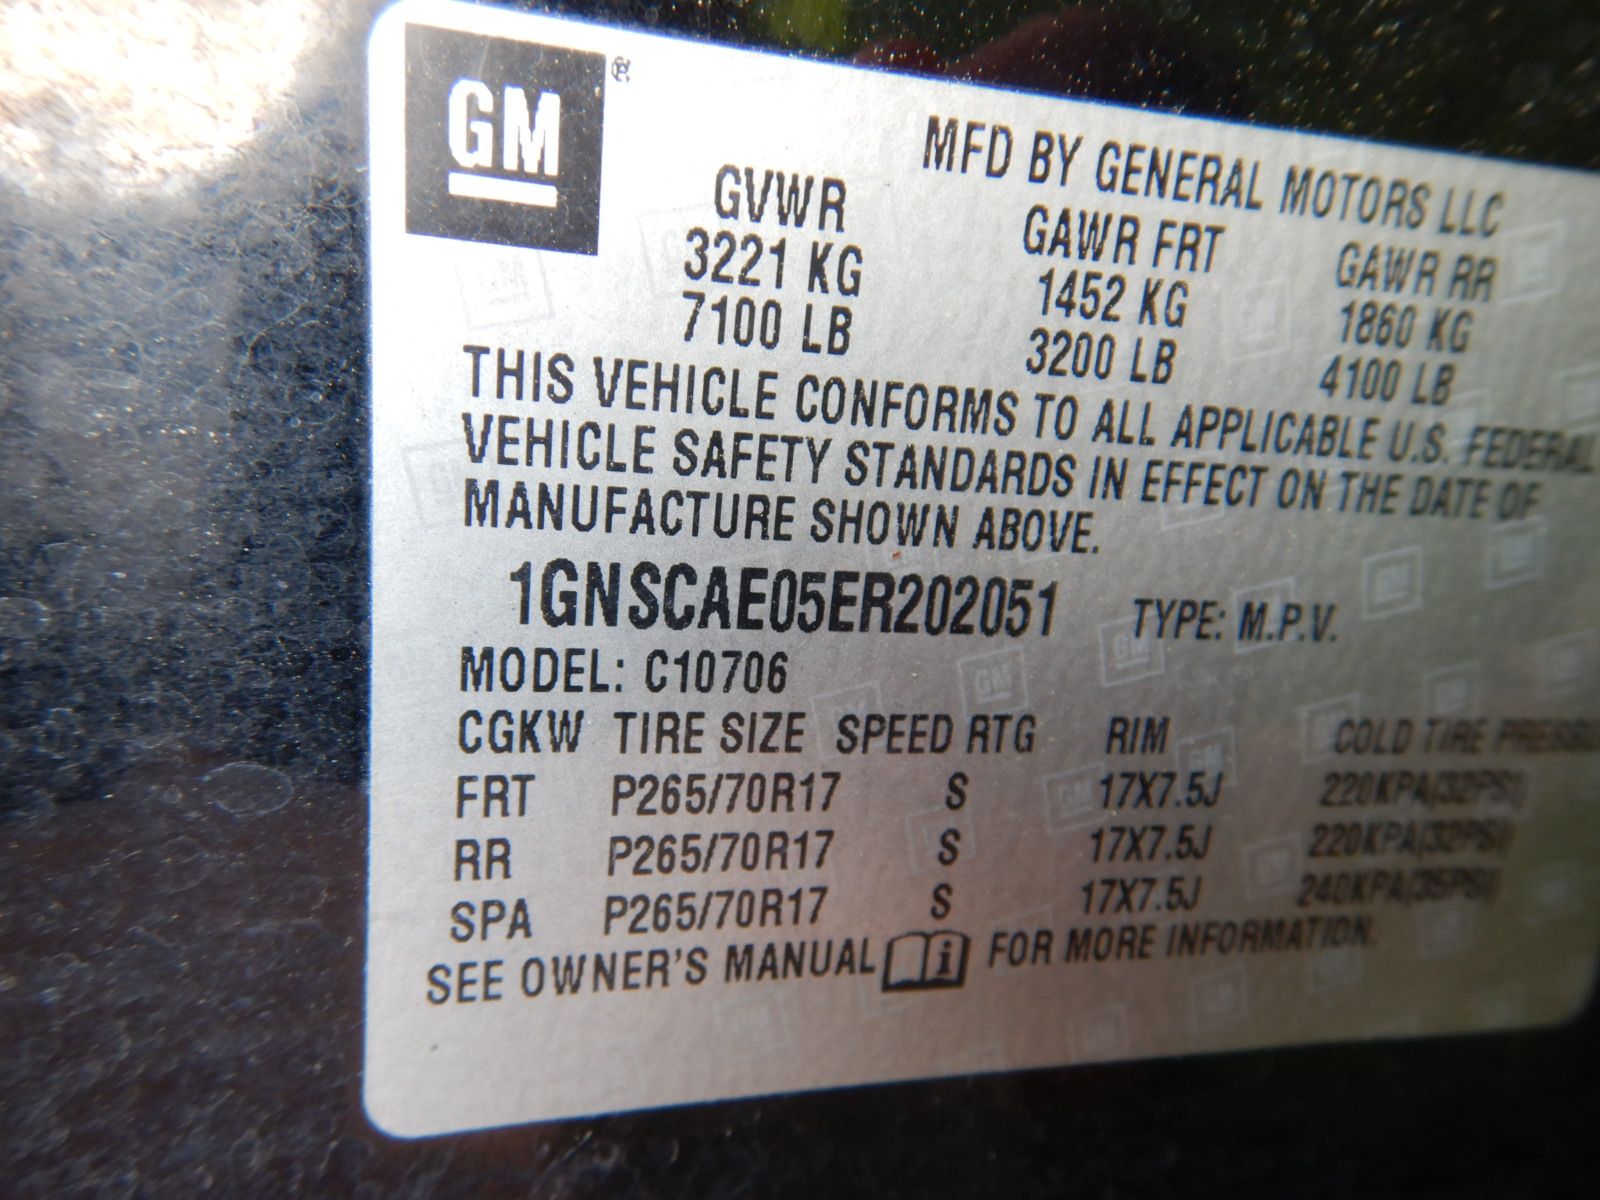 GM ®
MFD BY GENERAL MOTORS LLC
GVWR GAWR FRT GAWR RR
3221 KG 1452 KG 1860 KG
7100 LB 3200 LB 4100 LB
THIS VEHICLE CONFORMS TO ALL APPLICABLE U.S. FEDERAL
VEHICLE SAFETY STANDARDS IN EFFECT ON THE DATE OF
MANUFACTURE SHOWN ABOVE.
1GNSCAE05ER202051 TYPE: M.P.V.
MODEL: C10706
CGKW TIRE SIZE SPEED RTG RIM COLD TIRE PRESSU
FRT P265/70R17 S 17X7.5J 220KPA(32PSI)
RR P265/70R17 S 17X7.5J 220KPA(32PSI)
SPA P265/70R17 S 17X7.5J 240KPA(35PSI)
SEE OWNER'S MANUAL i FOR MORE INFORMATION.